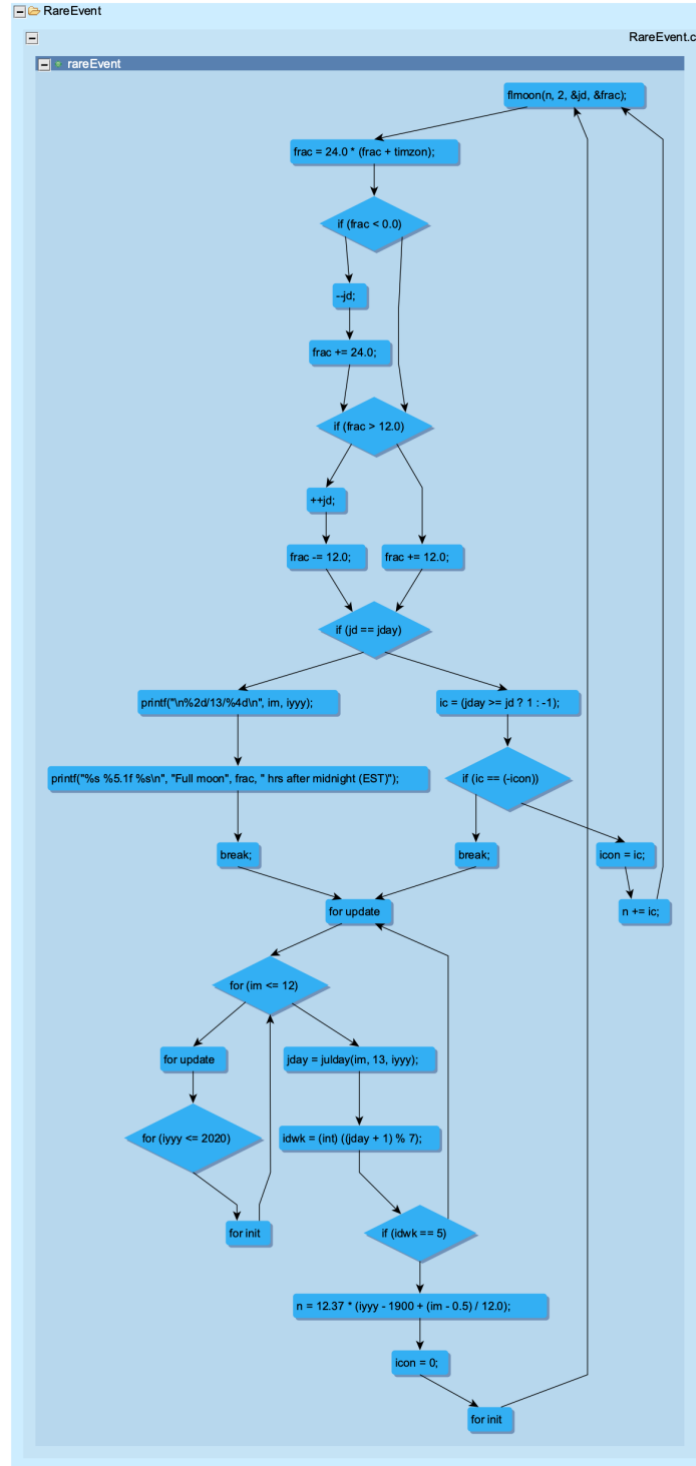 RareEvent
RareEvent.c
rareEvent
flmoon(n, 2, &jd, &frac);
frac = 24.0 * (frac + timzon);
if (frac < 0.0)
--jd;
frac += 24.0;
if (frac > 12.0)
++jd;
frac -= 12.0;
frac += 12.0;
if (jd == jday)
printf("\n%2d/13/%4d\n", im, iyyy);
ic = (jday >= jd ? 1 : -1);
printf("%s %5.1f %s\n", "Full moon", frac, " hrs after midnight (EST)");
if (ic == (-icon))
break;
break;
icon = ic;
for update
n += ic;
for (im <= 12)
for update
jday = julday(im, 13, iyyy);
for (iyyy <= 2020)
idwk = (int) ((jday + 1) % 7);
for init
if (idwk == 5)
n = 12.37 * (iyyy - 1900 + (im - 0.5) / 12.0);
icon = 0;
for init